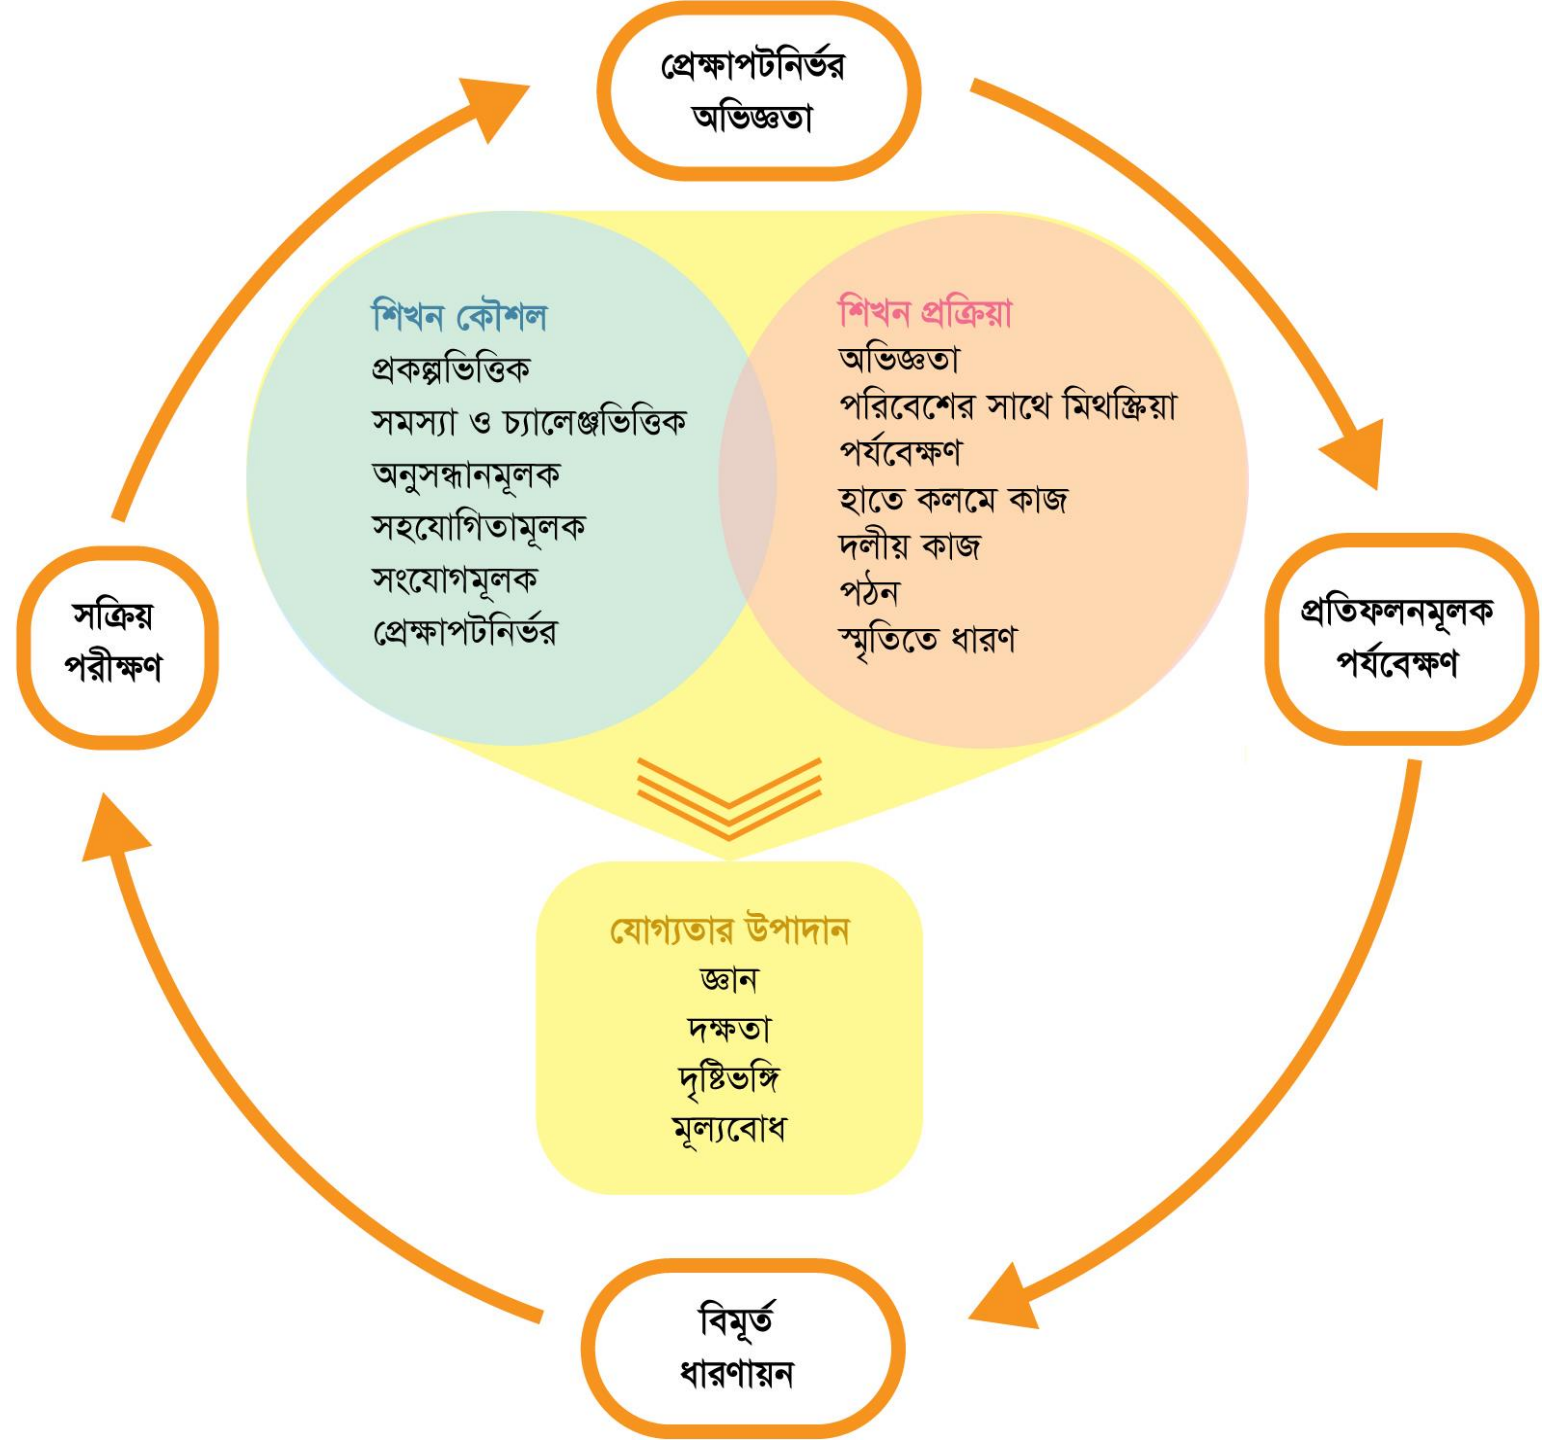 প্রেক্ষাপটনির্ভর
অভিজ্ঞতা
শিখন কৌশল
প্রকল্পভিত্তিক
সমস্যা ও চ্যালেঞ্জভিত্তিক
অনুসন্ধানমূলক
সহযোগিতামূলক
সংযোগমূলক
প্রেক্ষাপটনির্ভর
শিখন প্রক্রিয়া
অভিজ্ঞতা
পরিবেশের সাথে মিথস্ক্রিয়া
পর্যবেক্ষণ
হাতে কলমে কাজ
দলীয় কাজ
পঠন
স্মৃতিতে ধারণ
সক্রিয়
পরীক্ষণ
প্রতিফলনমূলক
পর্যবেক্ষণ
যোগ্যতার উপাদান
জ্ঞান
দক্ষতা
দৃষ্টিভঙ্গি
মূল্যবোধ
বিমূর্ত
ধারণায়ন